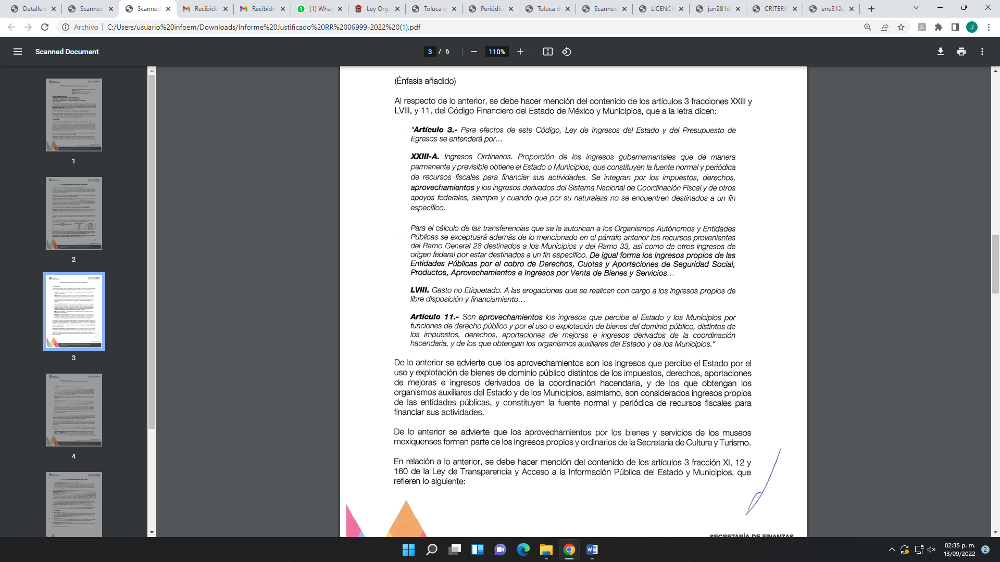 Detalle d
Scanned
Scanned
Recibido
Recibido
(1) What
Ley Orga
Toluca d
Periódic
Toluca d
Scanned
LICENCI
jun281d
CRITERIO
ene312a
Archivo
C:/Users/usuario%20infoem/Downloads/Informe%20Justificado%20RR%2006999-2022%20(1).pdf
J
Scanned Document
3 / 6
110%
1
2
3
4
(Énfasis añadido)
Al respecto de lo anterior, se debe hacer mención del contenido de los artículos 3 fracciones XXIII y
LVIII, y 11, del Código Financiero del Estado de México y Municipios, que a la letra dicen:
“Artículo 3.- Para efectos de este Código, Ley de Ingresos del Estado y del Presupuesto de
Egresos se entenderá por…
XXIII-A. Ingresos Ordinarios. Proporción de los ingresos gubernamentales que de manera
permanente y previsible obtiene el Estado o Municipios, que constituyen la fuente normal y periódica
de recursos fiscales para financiar sus actividades. Se integran por los impuestos, derechos,
aprovechamientos y los ingresos derivados del Sistema Nacional de Coordinación Fiscal y de otros
apoyos federales, siempre y cuando que por su naturaleza no se encuentren destinados a un fin
específico.
Para el cálculo de las transferencias que se le autoricen a los Organismos Autónomos y Entidades
Públicas se exceptuará además de lo mencionado en el párrafo anterior los recursos provenientes
del Ramo General 28 destinados a los Municipios y del Ramo 33, así como de otros ingresos de
origen federal por estar destinados a un fin específico. De igual forma los ingresos propios de las
Entidades Públicas por el cobro de Derechos, Cuotas y Aportaciones de Seguridad Social,
Productos, Aprovechamientos e Ingresos por Venta de Bienes y Servicios…
LVIII. Gasto no Etiquetado. A las erogaciones que se realicen con cargo a los ingresos propios de
libre disposición y financiamiento…
Artículo 11.- Son aprovechamientos los ingresos que percibe el Estado y los Municipios por
funciones de derecho público y por el uso o explotación de bienes del dominio público, distintos de
los impuestos, derechos, aportaciones de mejoras e ingresos derivados de la coordinación
hacendaria, y de los que obtengan los organismos auxiliares del Estado y de los Municipios.”
De lo anterior se advierte que los aprovechamientos son los ingresos que percibe el Estado por el
uso y explotación de bienes de dominio público distintos de los impuestos, derechos, aportaciones
de mejoras e ingresos derivados de la coordinación hacendaria, y de los que obtengan los
organismos auxiliares del Estado y de los Municipios, asimismo, son considerados ingresos propios
de las entidades públicas, y constituyen la fuente normal y periódica de recursos fiscales para
financiar sus actividades.
De lo anterior se advierte que los aprovechamientos por los bienes y servicios de los museos
mexiquenses forman parte de los ingresos propios y ordinarios de la Secretaría de Cultura y Turismo.
En relación a lo anterior, se debe hacer mención del contenido de los artículos 3 fracción XI, 12 y
160 de la Ley de Transparencia y Acceso a la Información Pública del Estado y Municipios, que
refieren lo siguiente:
SECRETARÍA DE FINANZAS
02:35 p. m.
13/09/2022
2